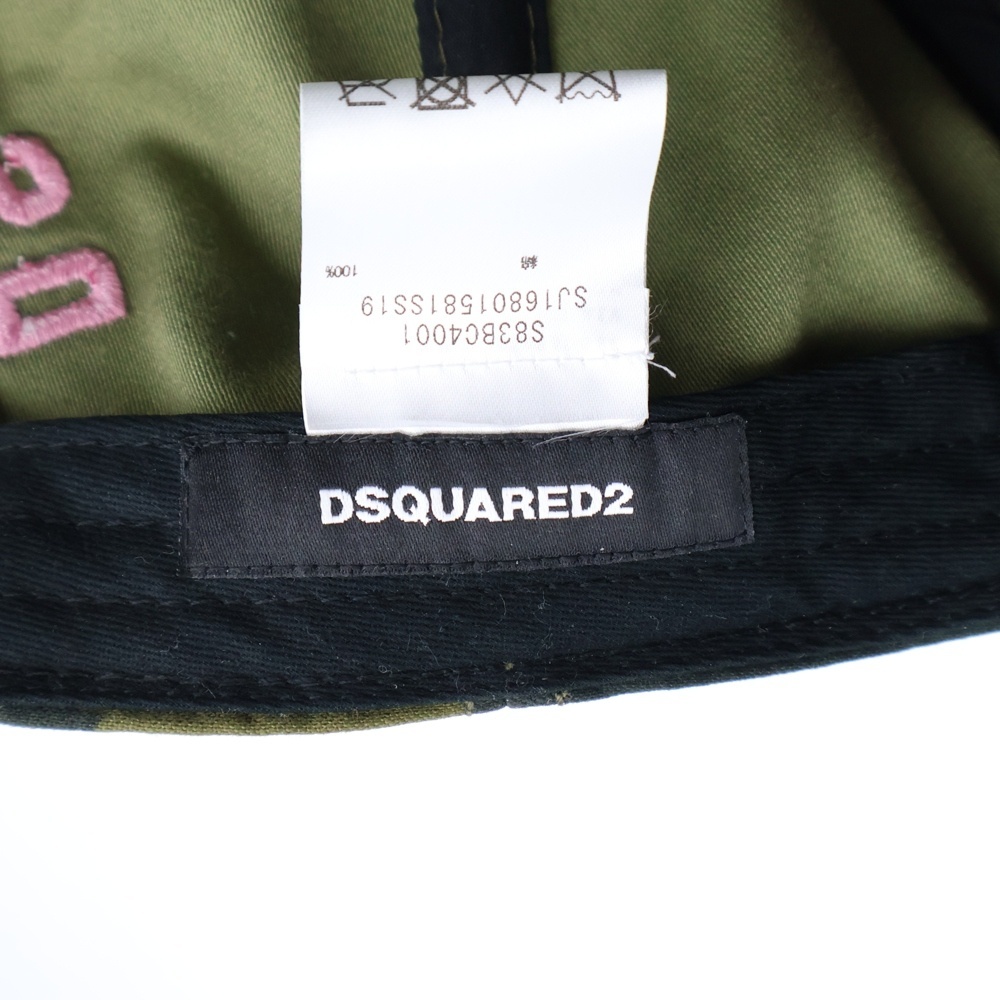 S83BC4001
SJ16801581SS19
綿 100%
DSQUARED2